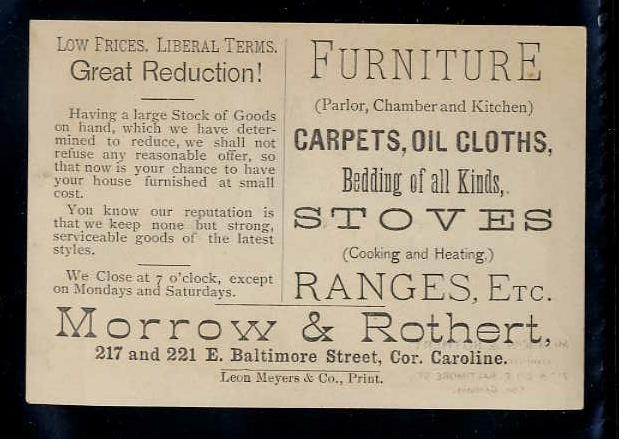 LOW PRICES. LIBERAL TERMS.
Great Reduction!
Having a large Stock of Goods
on hand, which we have deter-
mined to reduce, we shall not
refuse any reasonable offer, so
that now is your chance to have
your house furnished at small
cost.
You know our reputation is
that we keep none but strong,
serviceable goods of the latest
styles.
We Close at 7 o'clock, except
on Mondays and Saturdays.
FURNITURE
(Parlor, Chamber and Kitchen)
CARPETS, OIL CLOTHS,
Bedding of all Kinds,
STOVES
(Cooking and Heating.)
RANGES, ETC.
Morrow & Rothert,
217 and 221 E. Baltimore Street, Cor. Caroline.
Leon Meyers & Co., Print.